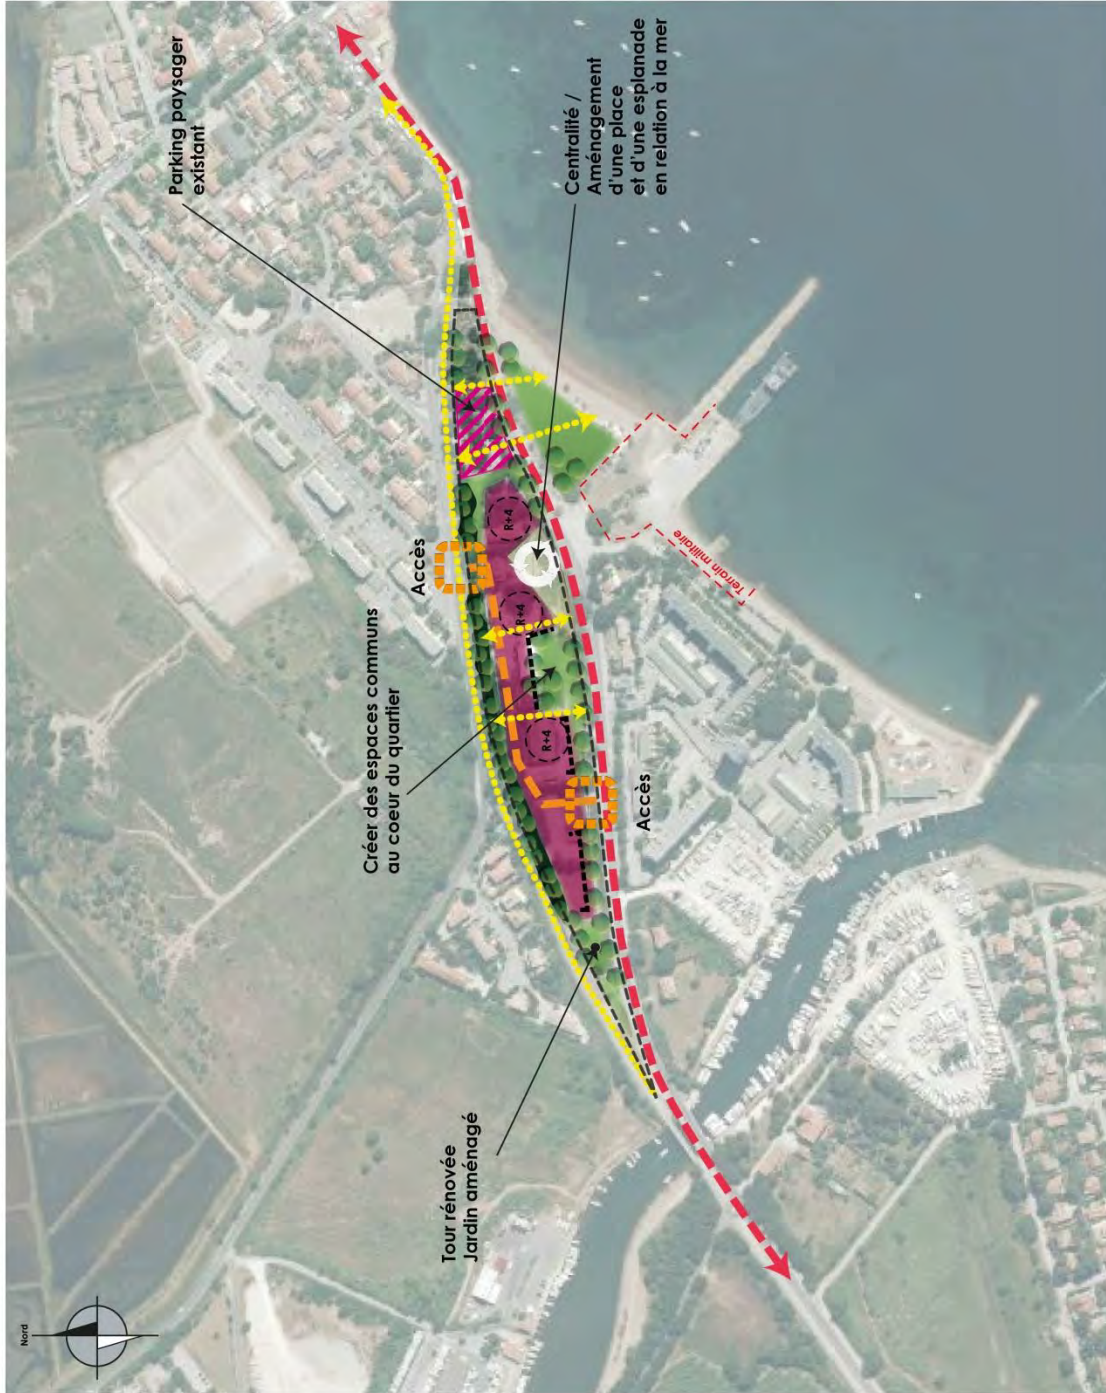 Parking paysager
existant
Centralité /
Aménagement
d'une place
et d'une esplanade
en relation à la mer
Accès
R+4
Créer des espaces communs
au coeur du quartier
R+4
Terrain militaire
R+4
Accès
Tour rénovée
Jardin aménagé
Nord